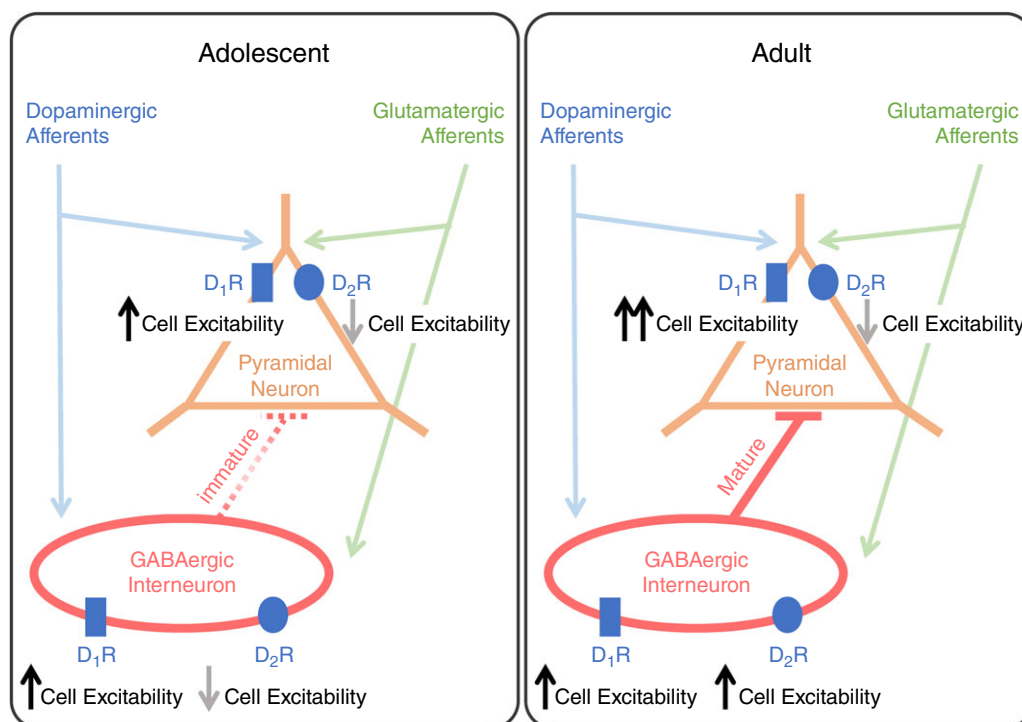 Adolescent
Dopaminergic
Afferents
Glutamatergic
Afferents
D₁R
D₂R
Cell Excitability
Cell Excitability
Pyramidal
Neuron
immature
GABAergic
Interneuron
D₁R
D₂R
Cell Excitability
Cell Excitability
Adult
Dopaminergic
Afferents
Glutamatergic
Afferents
D₁R
D₂R
Cell Excitability
Cell Excitability
Pyramidal
Neuron
Mature
GABAergic
Interneuron
D₁R
D₂R
Cell Excitability
Cell Excitability